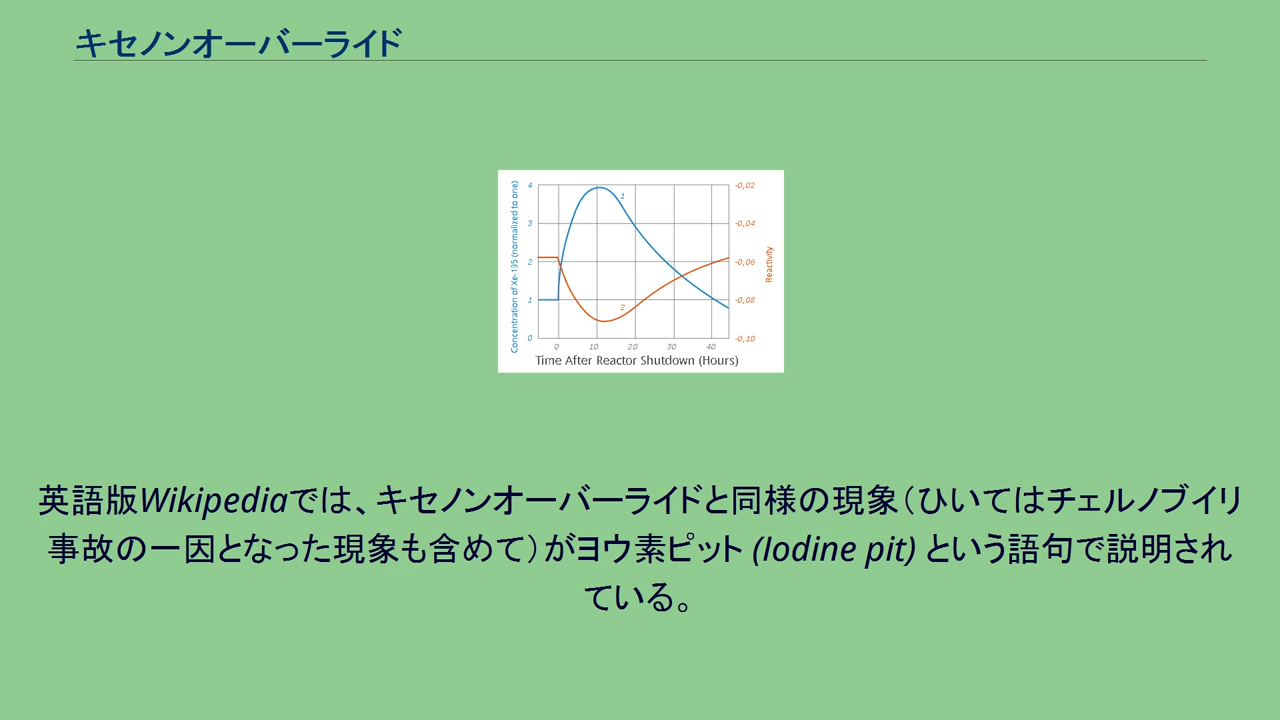 キセノンオーバーライド
Concentration of Xe-135 (normalized to one)
4
3
2
1
0
1
2
-0,02
-0,04
-0,06
-0,08
-0,10
Reactivity
0 10 20 30 40
Time After Reactor Shutdown (Hours)
英語版Wikipediaでは、キセノンオーバーライドと同様の現象（ひいてはチェルノブイリ
事故の一因となった現象も含めて）がヨウ素ピット (Iodine pit) という語句で説明され
ている。